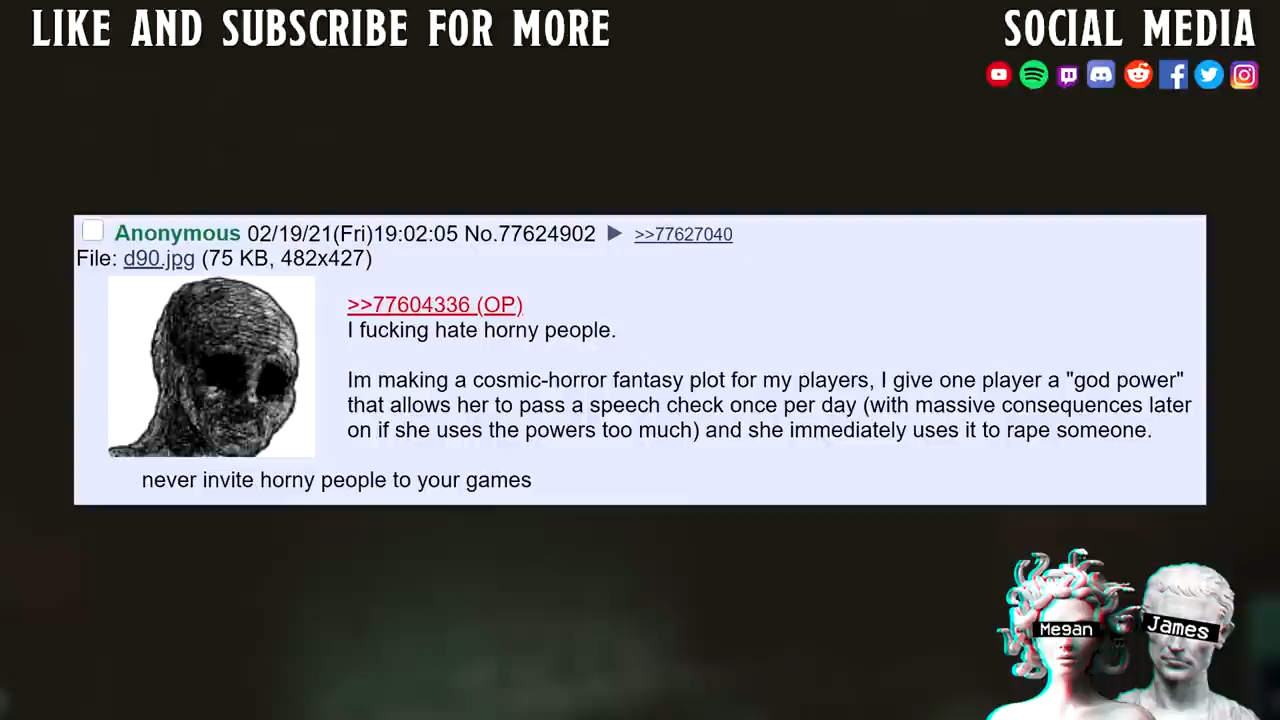 LIKE AND SUBSCRIBE FOR MORE
SOCIAL MEDIA
Anonymous 02/19/21(Fri)19:02:05 No.77624902 ▶ >>77627040
File: d90.jpg (75 KB, 482x427)
>>77604336 (OP)
I fucking hate horny people.
Im making a cosmic-horror fantasy plot for my players, I give one player a "god power"
that allows her to pass a speech check once per day (with massive consequences later
on if she uses the powers too much) and she immediately uses it to rape someone.
never invite horny people to your games
Megan
James